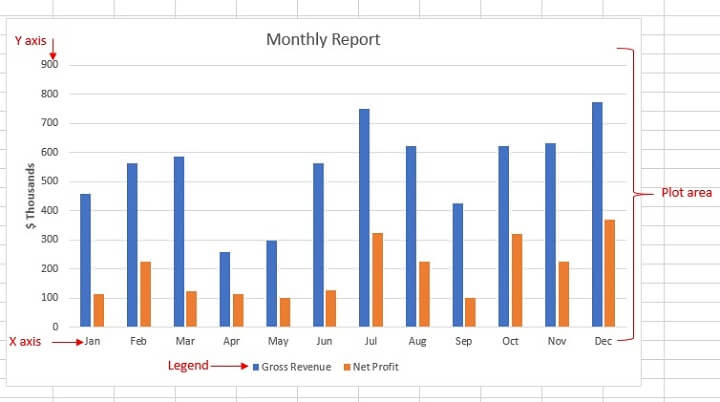 Monthly Report
Y axis
900
800
700
600
500
400
300
200
100
0
$ Thousands
Plot area
X axis
Jan Feb Mar Apr May Jun Jul Aug Sep Oct Nov Dec
Legend
Gross Revenue Net Profit